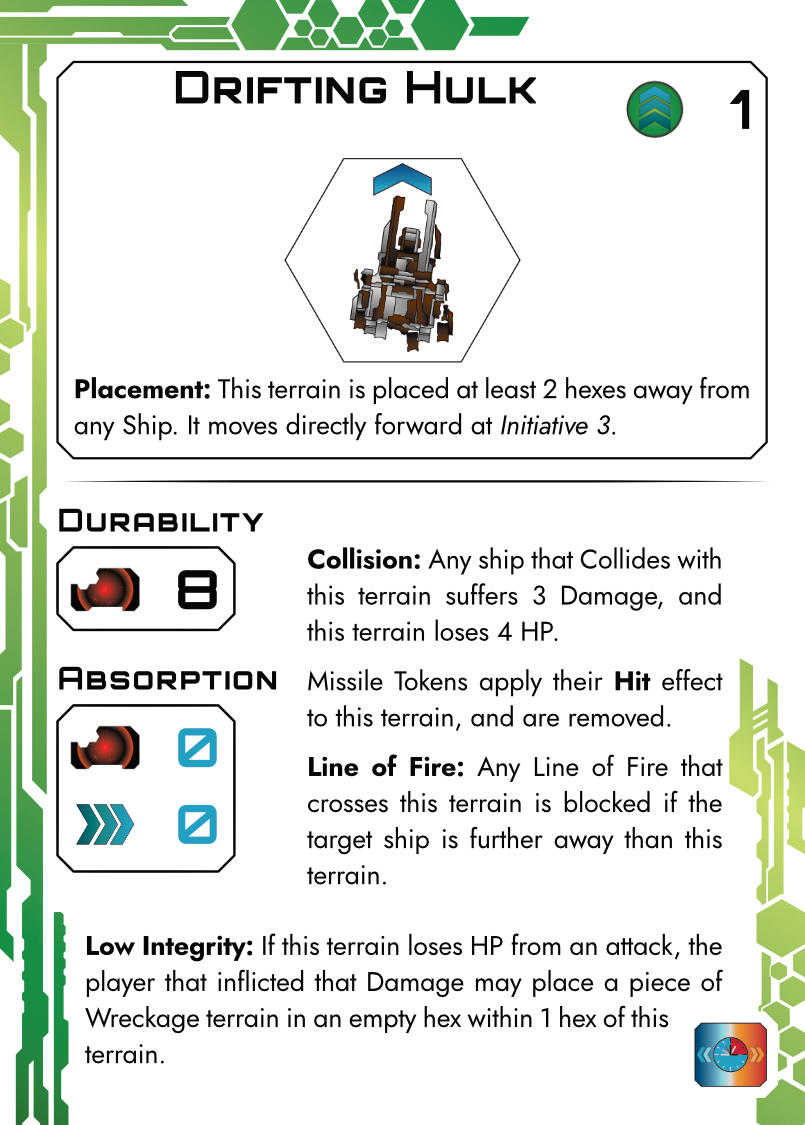 Drifting Hulk
1
Placement: This terrain is placed at least 2 hexes away from
any Ship. It moves directly forward at Initiative 3.
Durability
8
Collision: Any ship that Collides with
this terrain suffers 3 Damage, and
this terrain loses 4 HP.
Absorption
0
0
Missile Tokens apply their Hit effect
to this terrain, and are removed.
Line of Fire: Any Line of Fire that
crosses this terrain is blocked if the
target ship is further away than this
terrain.
Low Integrity: If this terrain loses HP from an attack, the
player that inflicted that Damage may place a piece of
Wreckage terrain in an empty hex within 1 hex of this
terrain.